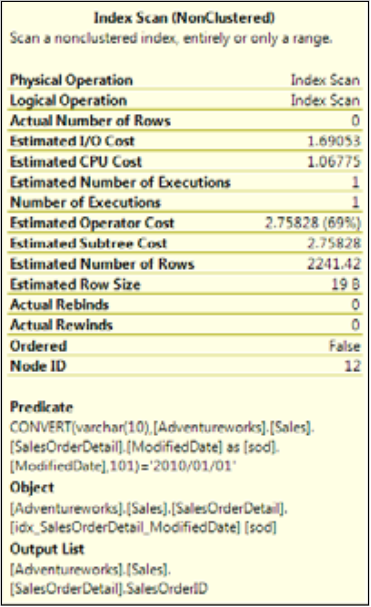 Index Scan (NonClustered)
Scan a nonclustered index, entirely or only a range.
Physical Operation Index Scan
Logical Operation Index Scan
Actual Number of Rows 0
Estimated I/O Cost 1.69053
Estimated CPU Cost 1.06775
Estimated Number of Executions 1
Number of Executions 1
Estimated Operator Cost 2.75828 (69%)
Estimated Subtree Cost 2.75828
Estimated Number of Rows 2241.42
Estimated Row Size 19 B
Actual Rebinds 0
Actual Rewinds 0
Ordered False
Node ID 12
Predicate
CONVERT(varchar(10),[Adventureworks].[Sales].
[SalesOrderDetail].[ModifiedDate] as [sod].
[ModifiedDate],101)='2010/01/01'
Object
[Adventureworks].[Sales].[SalesOrderDetail].
[idx_SalesOrderDetail_ModifiedDate] [sod]
Output List
[Adventureworks].[Sales].
[SalesOrderDetail].SalesOrderID